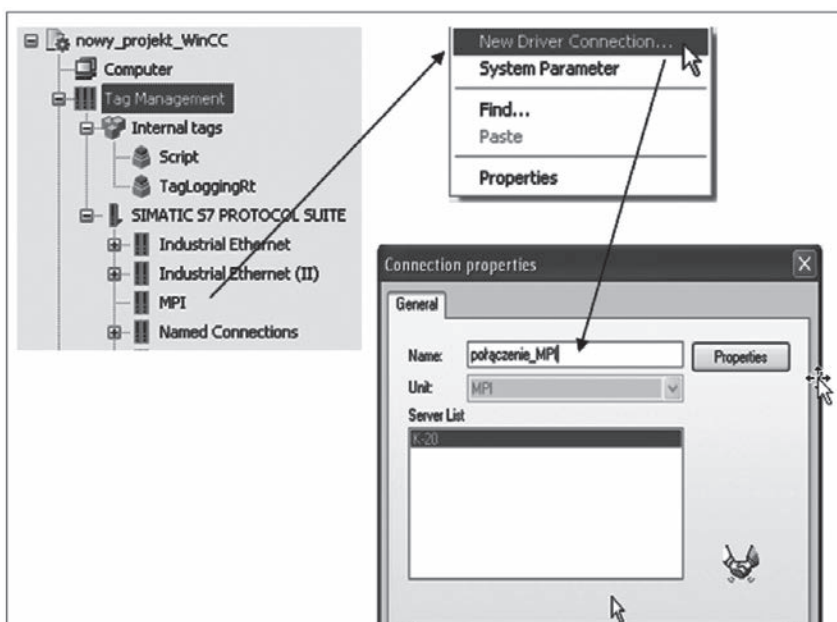 nowy_projekt_WinCC
Computer
Tag Management
Internal tags
Script
TagLoggingRt
SIMATIC S7 PROTOCOL SUITE
Industrial Ethernet
Industrial Ethernet (II)
MPI
Named Connections
New Driver Connection...
System Parameter
Find...
Paste
Properties
Connection properties
General
Name: połączenie_MPI Properties
Unit: MPI
Server List
K-20